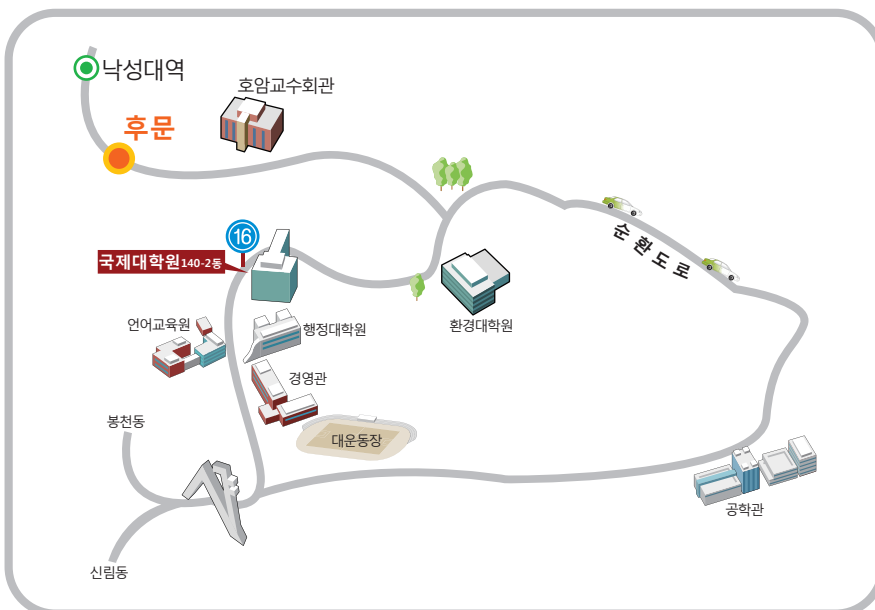 낙성대역
호암교수회관
후문
순환도로
16
국제대학원140-2동
환경대학원
언어교육원
행정대학원
경영관
봉천동
대운동장
공학관
신림동